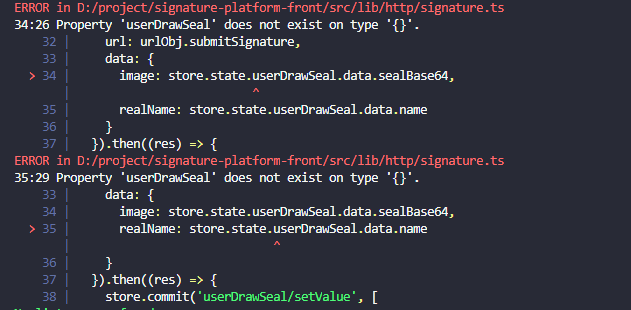 ERROR in D:/project/signature-platform-front/src/lib/http/signature.ts
34:26 Property 'userDrawSeal' does not exist on type '{}'.
32 | url: urlObj.submitSignature,
33 | data: {
> 34 | image: store.state.userDrawSeal.data.sealBase64,
| ^
35 | realName: store.state.userDrawSeal.data.name
36 | }
37 | }).then((res) => {
ERROR in D:/project/signature-platform-front/src/lib/http/signature.ts
35:29 Property 'userDrawSeal' does not exist on type '{}'.
33 | data: {
34 | image: store.state.userDrawSeal.data.sealBase64,
> 35 | realName: store.state.userDrawSeal.data.name
| ^
36 | }
37 | }).then((res) => {
38 | store.commit('userDrawSeal/setValue', [